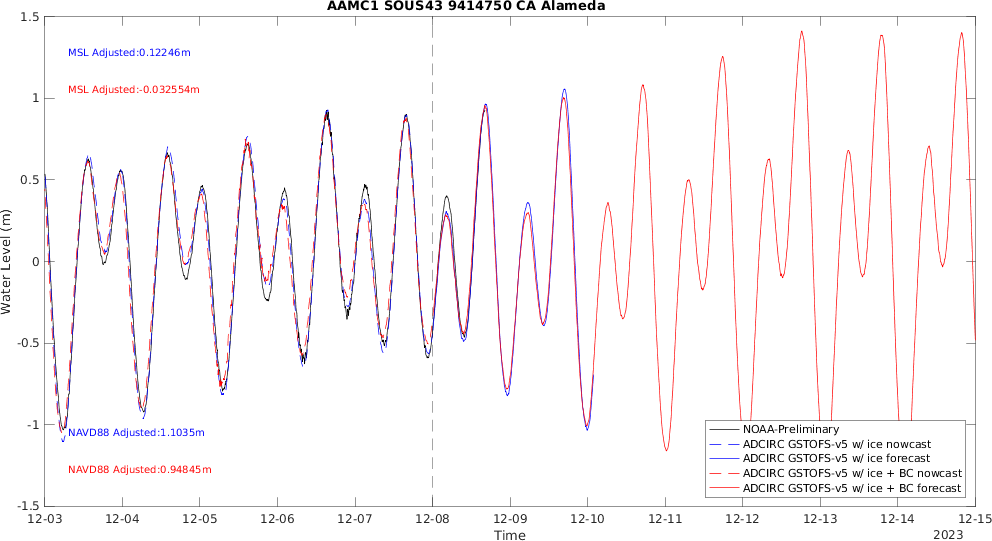 AAMC1 SOUS43 9414750 CA Alameda
1.5
MSL Adjusted:0.12246m
MSL Adjusted:-0.032554m
1
0.5
0
-0.5
-1
-1.5
Water Level (m)
NAVD88 Adjusted:1.1035m
NAVD88 Adjusted:0.94845m
NOAA-Preliminary
ADCIRC GSTOFS-v5 w/ ice nowcast
ADCIRC GSTOFS-v5 w/ ice forecast
ADCIRC GSTOFS-v5 w/ ice + BC nowcast
ADCIRC GSTOFS-v5 w/ ice + BC forecast
12-03 12-04 12-05 12-06 12-07 12-08 12-09 12-10 12-11 12-12 12-13 12-14 12-15
Time
2023